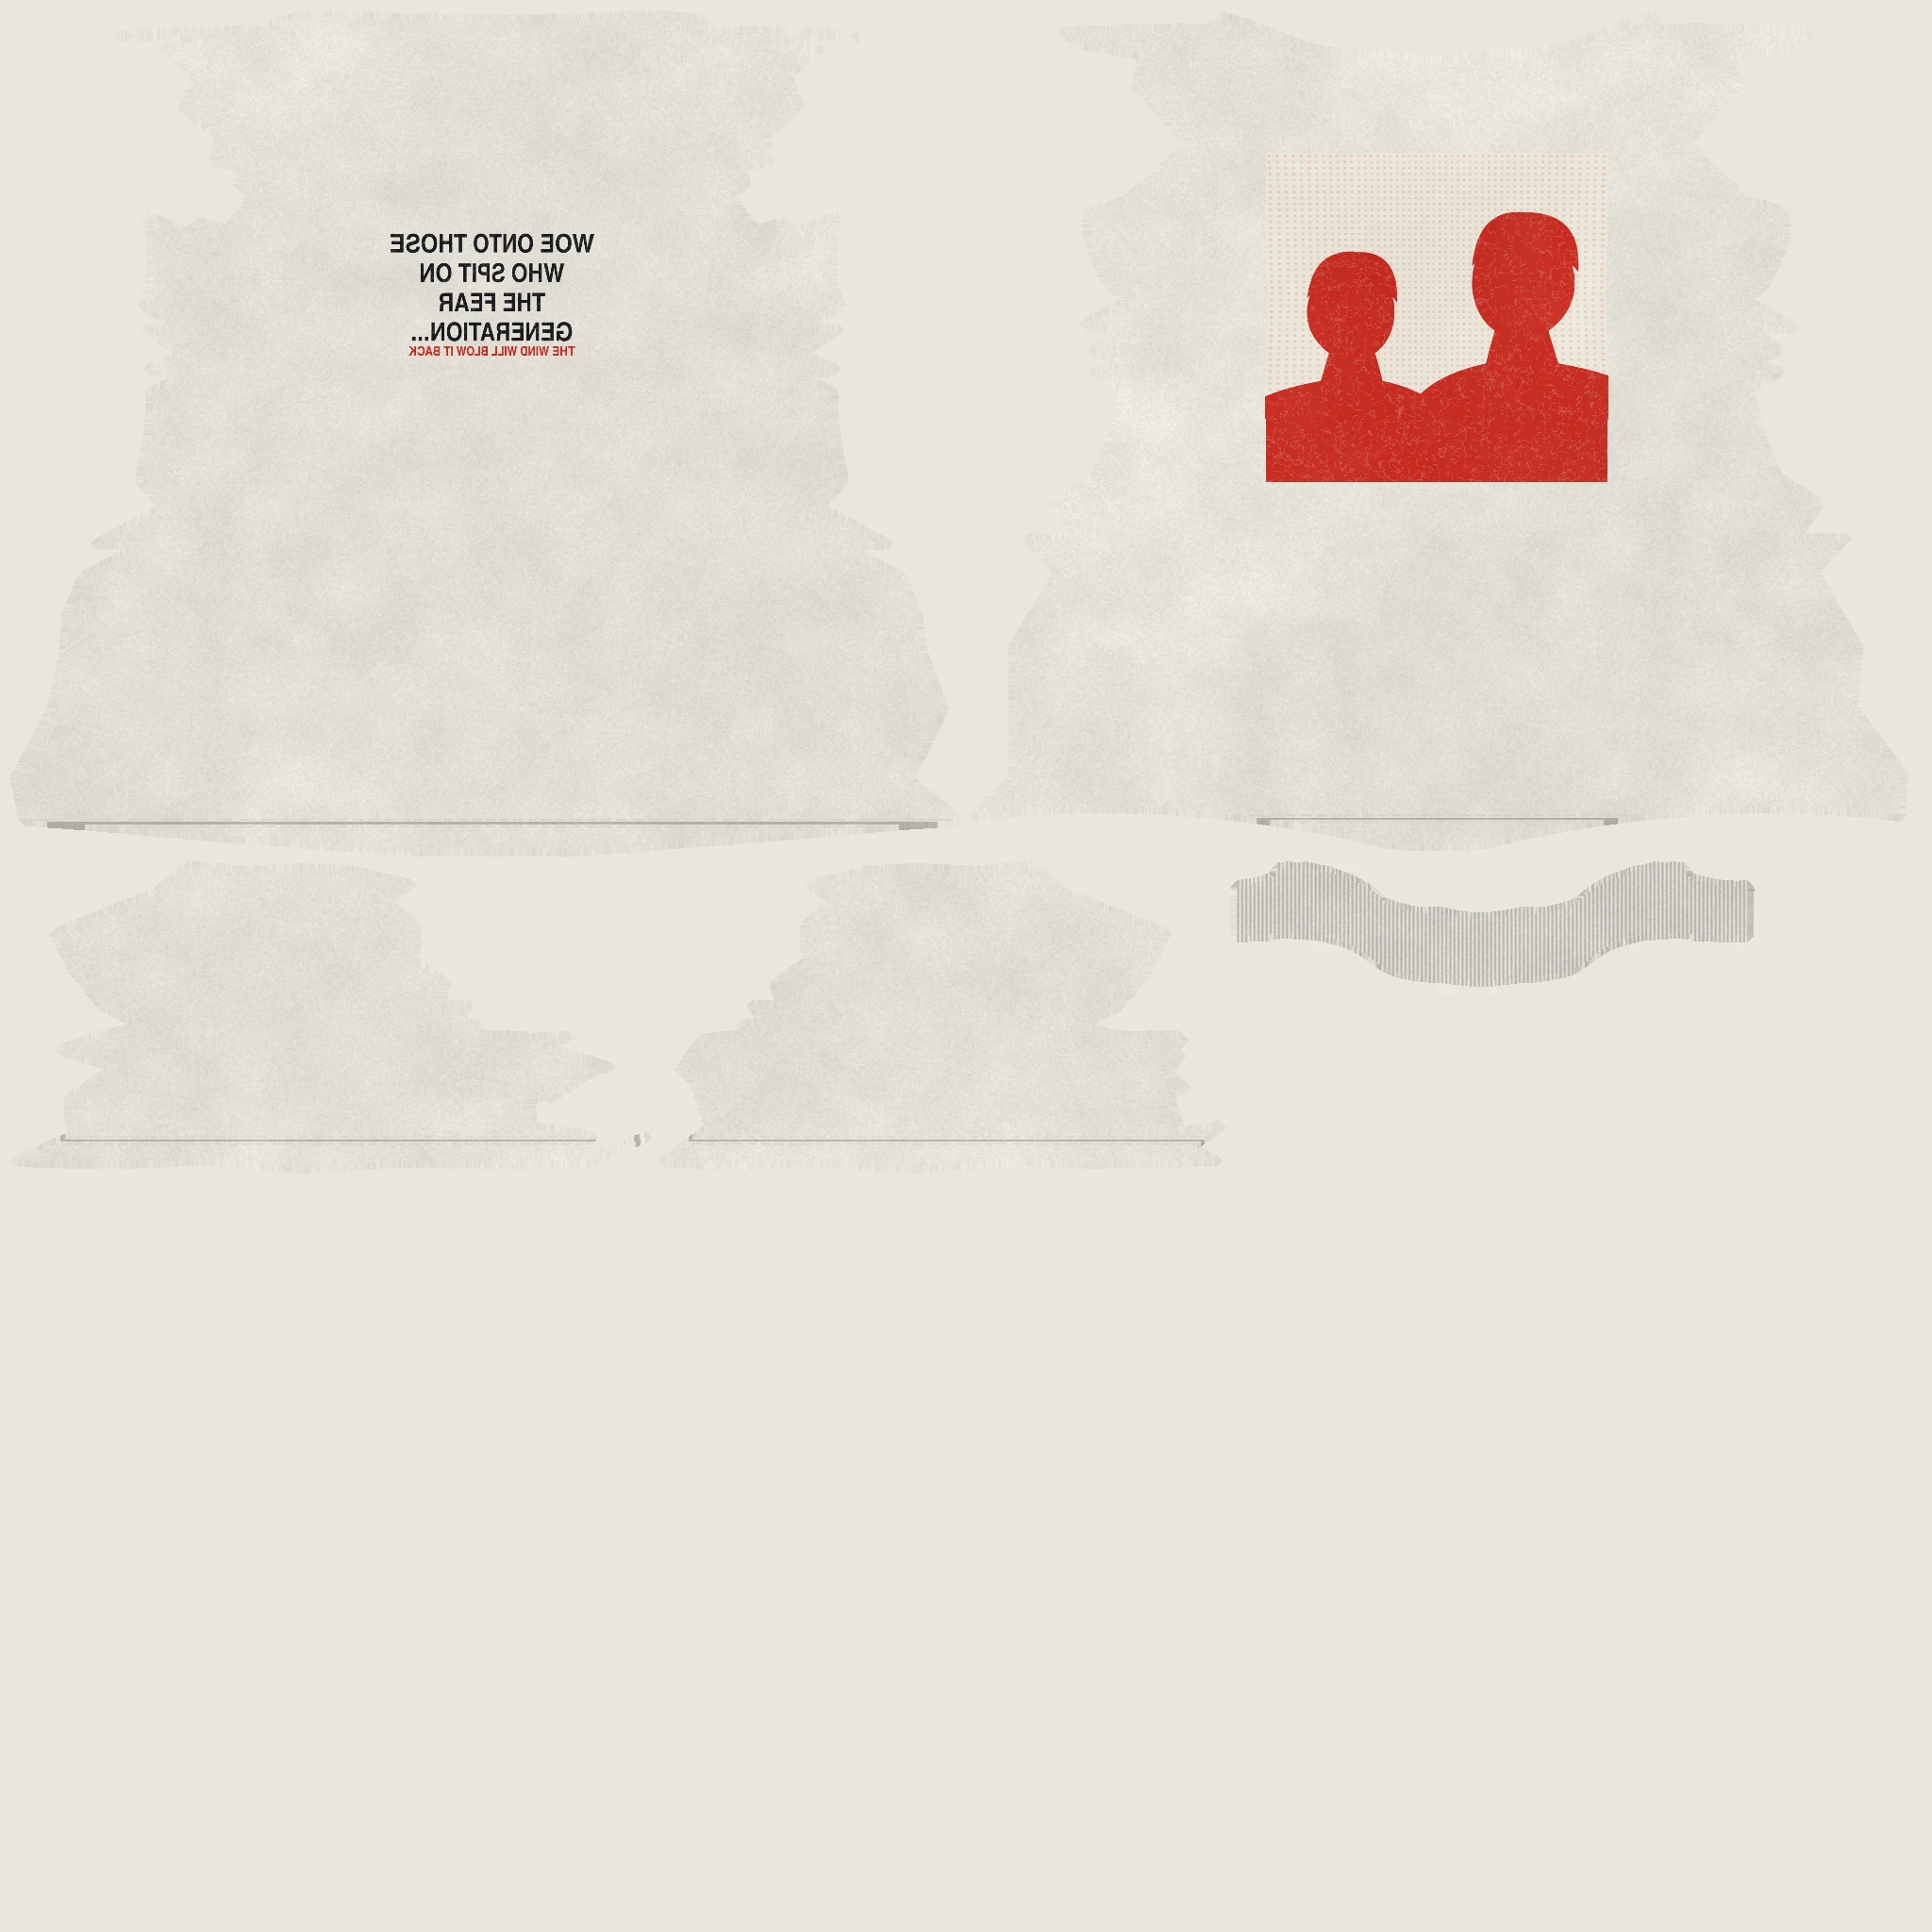 WOE ONTO THOSE
WHO SPIT ON
THE FEAR
GENERATION...
THE WIND WILL BLOW IT BACK